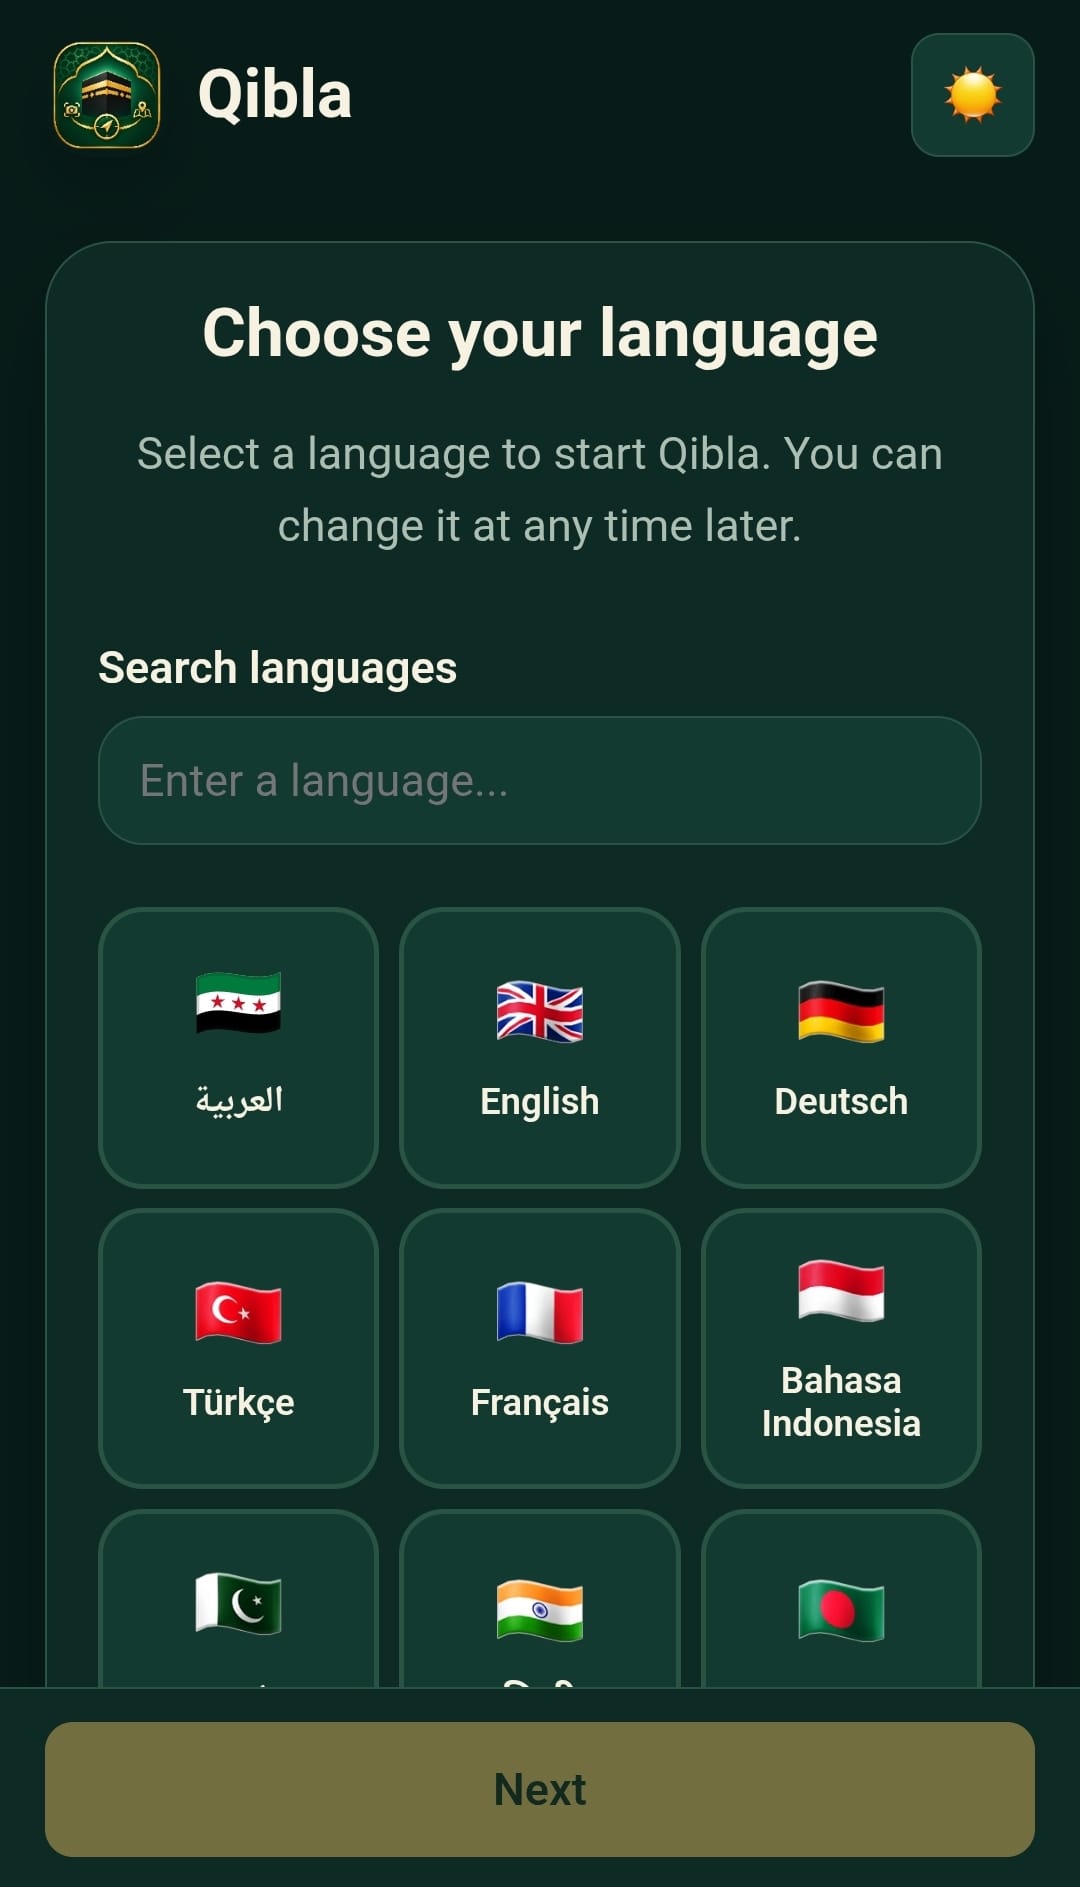 Qibla
Choose your language
Select a language to start Qibla. You can
change it at any time later.
Search languages
Enter a language...
العربية
English
Deutsch
Türkçe
Français
Bahasa
Indonesia
Next